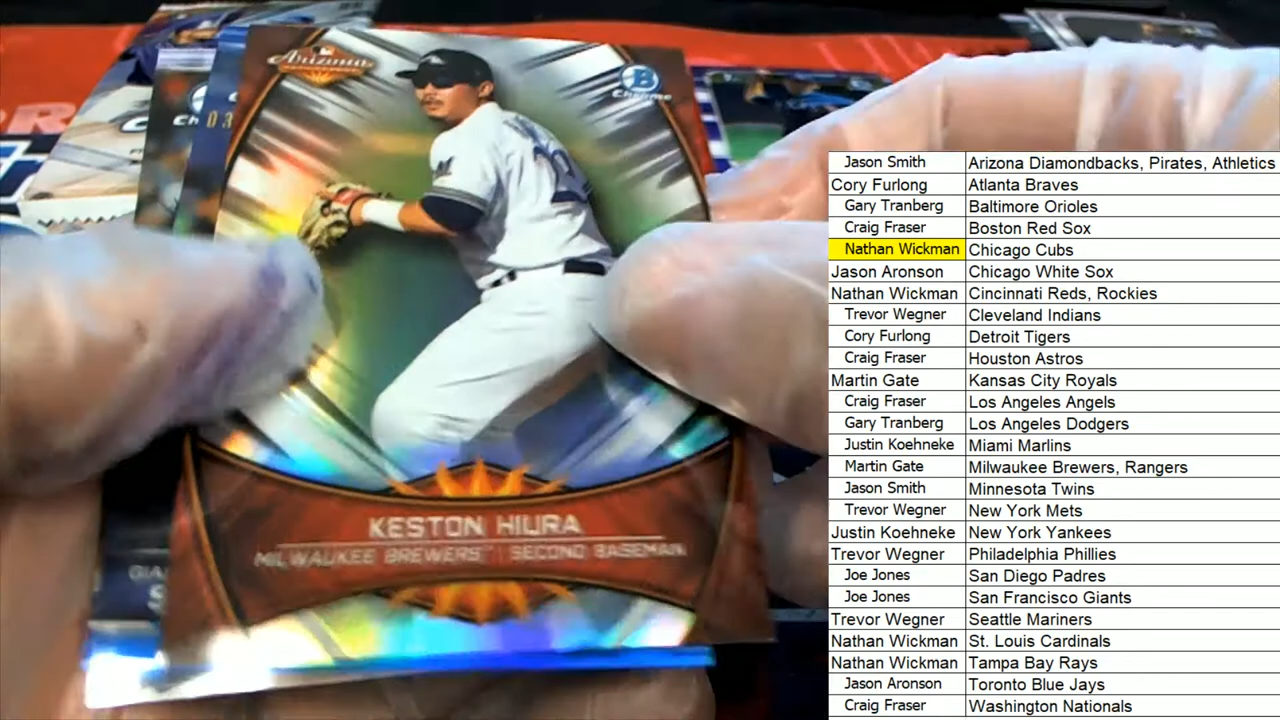 Arizona
B
Chrome
Ch
03
KESTON HIURA
MILWAUKEE BREWERS | SECOND BASEMAN
GIA
S
Jason Smith Arizona Diamondbacks, Pirates, Athletics
Cory Furlong Atlanta Braves
Gary Tranberg Baltimore Orioles
Craig Fraser Boston Red Sox
Nathan Wickman Chicago Cubs
Jason Aronson Chicago White Sox
Nathan Wickman Cincinnati Reds, Rockies
Trevor Wegner Cleveland Indians
Cory Furlong Detroit Tigers
Craig Fraser Houston Astros
Martin Gate Kansas City Royals
Craig Fraser Los Angeles Angels
Gary Tranberg Los Angeles Dodgers
Justin Koehneke Miami Marlins
Martin Gate Milwaukee Brewers, Rangers
Jason Smith Minnesota Twins
Trevor Wegner New York Mets
Justin Koehneke New York Yankees
Trevor Wegner Philadelphia Phillies
Joe Jones San Diego Padres
Joe Jones San Francisco Giants
Trevor Wegner Seattle Mariners
Nathan Wickman St. Louis Cardinals
Nathan Wickman Tampa Bay Rays
Jason Aronson Toronto Blue Jays
Craig Fraser Washington Nationals